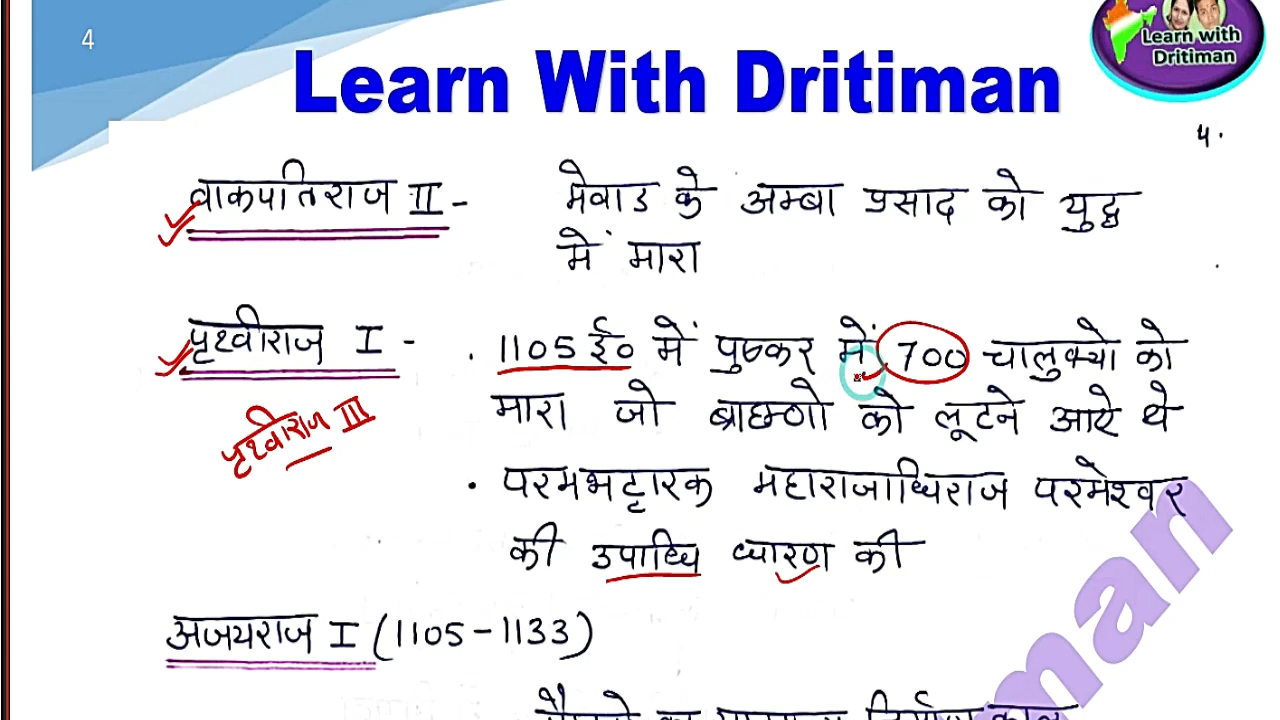 4
Learn With Dritiman
Learn with
Dritiman
4.
वाकपतिराज II - मेवाड के अम्बा प्रसाद को युद्ध
में मारा
पृथ्वीराज I - . 1105 ई० में पुष्कर में 700 चालुक्यो को
मारा जो ब्राह्मणो को लूटने आऐ थे
पृथ्वीराज III
. परमभट्टारक महाराजाधिराज परमेश्वर
की उपाधि धारण की
अजयराज I (1105-1133)